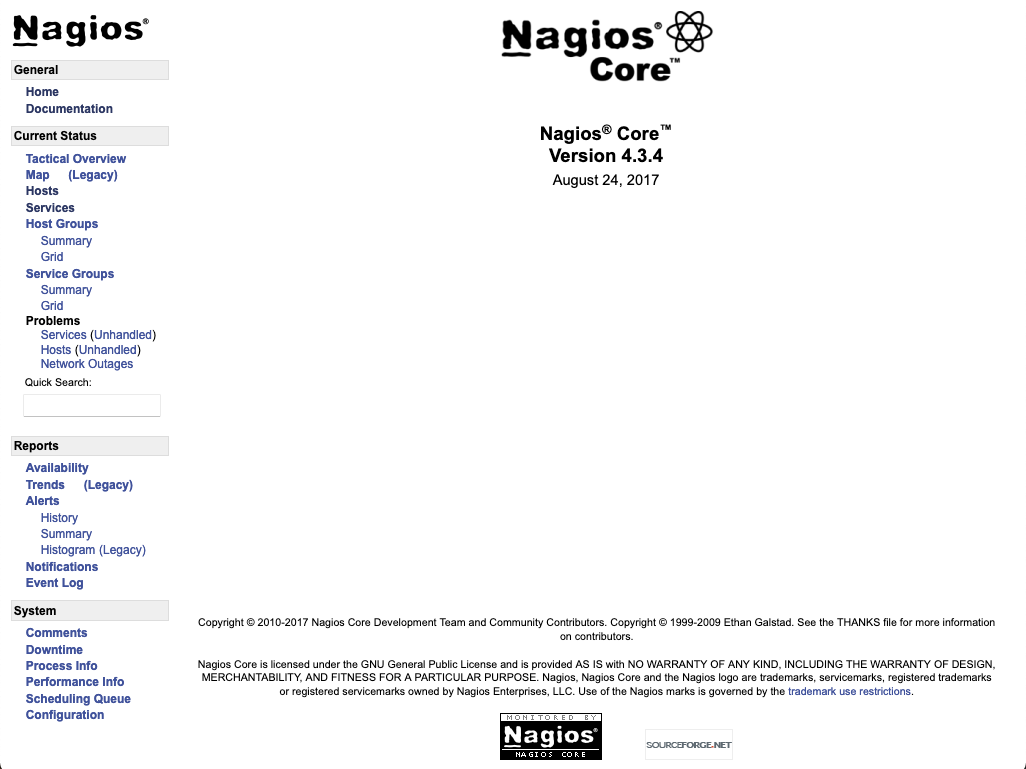 Nagios®
General
Home
Documentation
Current Status
Tactical Overview
Map (Legacy)
Hosts
Services
Host Groups
Summary
Grid
Service Groups
Summary
Grid
Problems
Services (Unhandled)
Hosts (Unhandled)
Network Outages
Quick Search:
Reports
Availability
Trends (Legacy)
Alerts
History
Summary
Histogram (Legacy)
Notifications
Event Log
System
Comments
Downtime
Process Info
Performance Info
Scheduling Queue
Configuration
Nagios®
Core™
Nagios® Core™
Version 4.3.4
August 24, 2017
Copyright © 2010-2017 Nagios Core Development Team and Community Contributors. Copyright © 1999-2009 Ethan Galstad. See the THANKS file for more information
on contributors.
Nagios Core is licensed under the GNU General Public License and is provided AS IS with NO WARRANTY OF ANY KIND, INCLUDING THE WARRANTY OF DESIGN,
MERCHANTABILITY, AND FITNESS FOR A PARTICULAR PURPOSE. Nagios, Nagios Core and the Nagios logo are trademarks, servicemarks, registered trademarks
or registered servicemarks owned by Nagios Enterprises, LLC. Use of the Nagios marks is governed by the trademark use restrictions.
MONITORED BY
Nagios®
NAGIOS CORE
SOURCEFORGE.NET